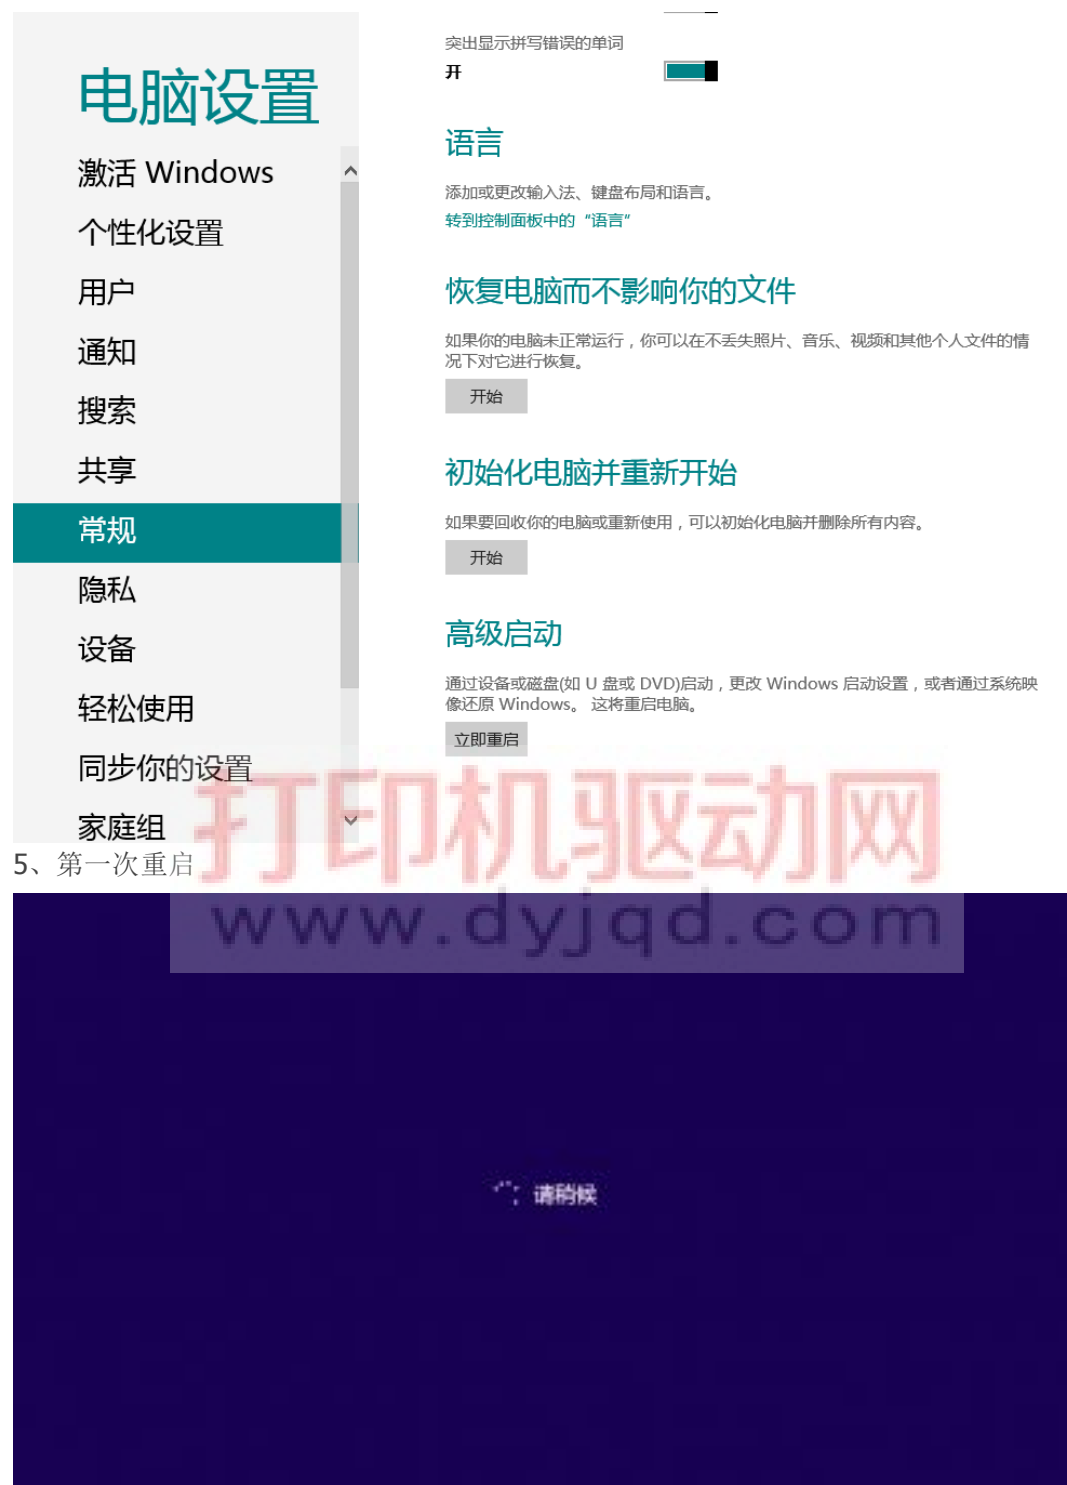 电脑设置
激活 Windows
个性化设置
用户
通知
搜索
共享
常规
隐私
设备
轻松使用
同步你的设置
家庭组
突出显示拼写错误的单词
开
语言
添加或更改输入法、键盘布局和语言。
转到控制面板中的“语言”
恢复电脑而不影响你的文件
如果你的电脑未正常运行，你可以在不丢失照片、音乐、视频和其他个人文件的情
况下对它进行恢复。
开始
初始化电脑并重新开始
如果要回收你的电脑或重新使用，可以初始化电脑并删除所有内容。
开始
高级启动
通过设备或磁盘(如 U 盘或 DVD)启动，更改 Windows 启动设置，或者通过系统映
像还原 Windows。 这将重启电脑。
立即重启
打印机驱动网
5、第一次重启
www.dyjqd.com
请稍候